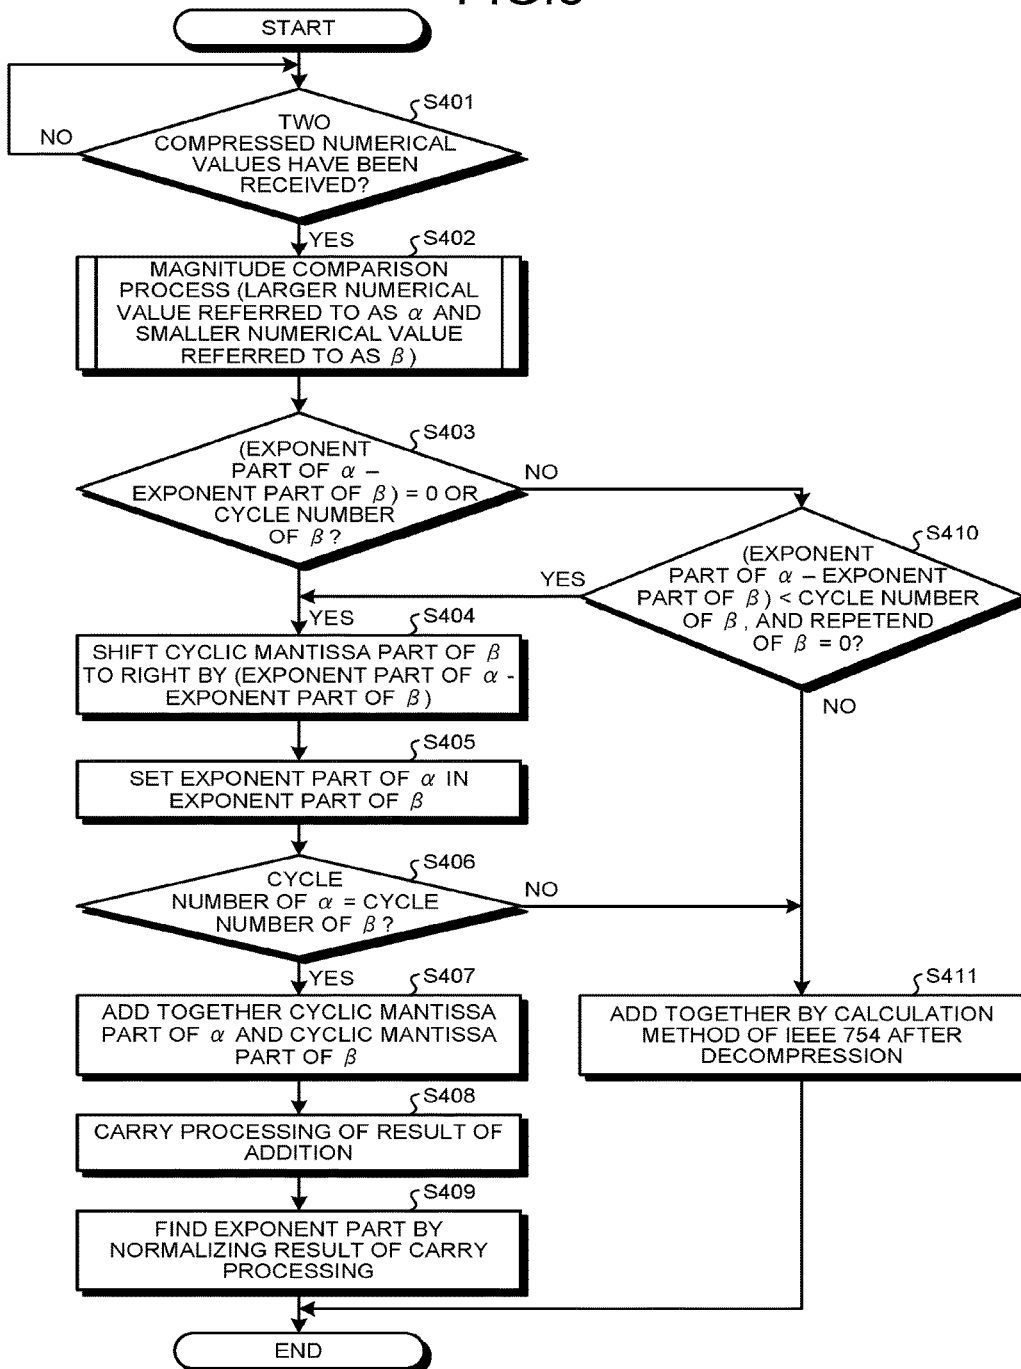 START
S401
TWO
COMPRESSED NUMERICAL
VALUES HAVE BEEN
RECEIVED?
NO
YES
S402
MAGNITUDE COMPARISON
PROCESS (LARGER NUMERICAL
VALUE REFERRED TO AS α AND
SMALLER NUMERICAL VALUE
REFERRED TO AS β)
S403
(EXPONENT
PART OF α –
EXPONENT PART OF β) = 0 OR
CYCLE NUMBER
OF β?
NO
YES
S410
(EXPONENT
PART OF α – EXPONENT
PART OF β) < CYCLE NUMBER
OF β, AND REPETEND
OF β = 0?
YES
NO
S404
SHIFT CYCLIC MANTISSA PART OF β
TO RIGHT BY (EXPONENT PART OF α -
EXPONENT PART OF β)
S405
SET EXPONENT PART OF α IN
EXPONENT PART OF β
S406
CYCLE
NUMBER OF α = CYCLE
NUMBER OF β?
NO
YES
S407
ADD TOGETHER CYCLIC MANTISSA
PART OF α AND CYCLIC MANTISSA
PART OF β
S411
ADD TOGETHER BY CALCULATION
METHOD OF IEEE 754 AFTER
DECOMPRESSION
S408
CARRY PROCESSING OF RESULT OF
ADDITION
S409
FIND EXPONENT PART BY
NORMALIZING RESULT OF CARRY
PROCESSING
END